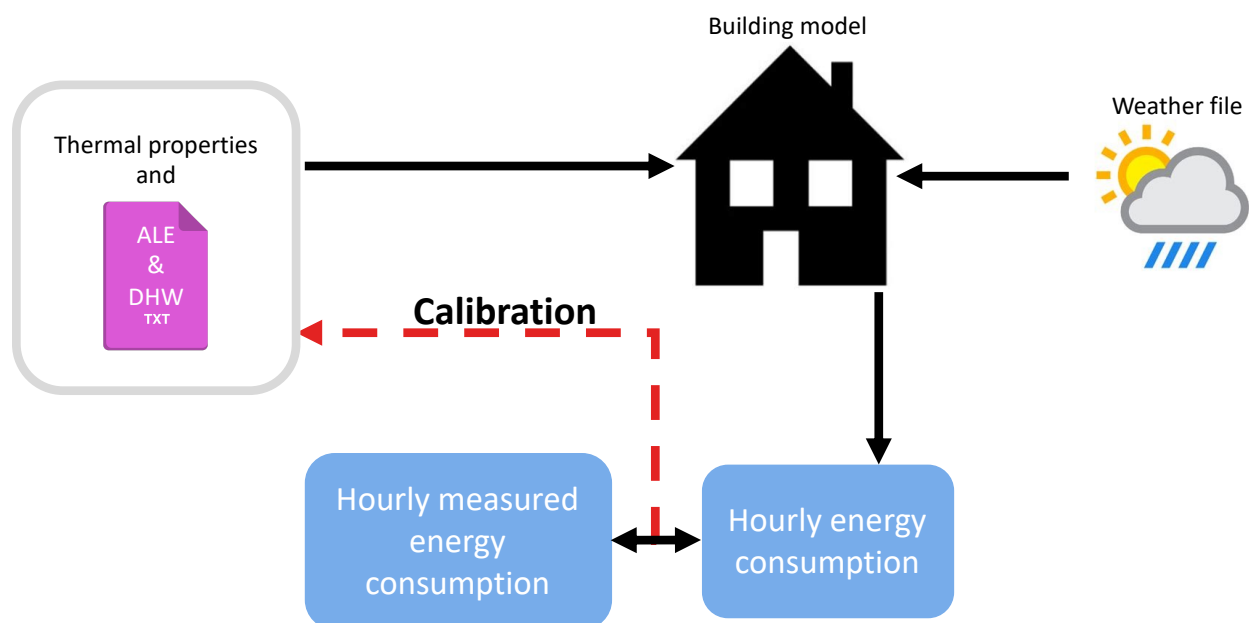 Building model
Weather file
Thermal properties
and
ALE
&
DHW
TXT
Calibration
Hourly measured
energy
consumption
Hourly energy
consumption